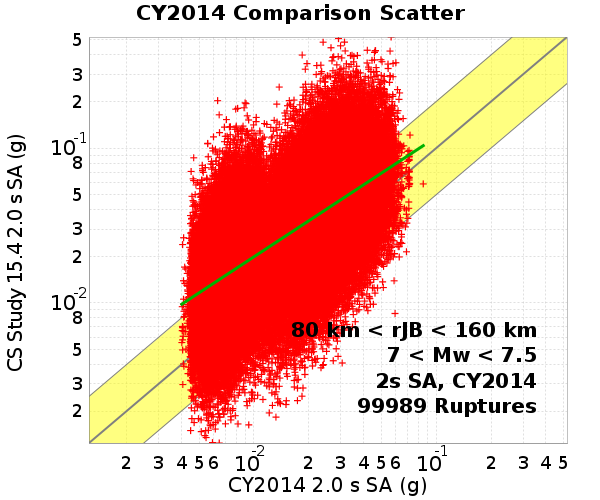 CY2014 Comparison Scatter
5
3
2
10-1
8
5
3
2
10-2
8
5
3
2
CS Study 15.4 2.0 s SA (g)
80 km < rJB < 160 km
7 < Mw < 7.5
2s SA, CY2014
99989 Ruptures
2 3 4 5 6 10-2 2 3 4 5 6 10-1 2 3 4 5
CY2014 2.0 s SA (g)